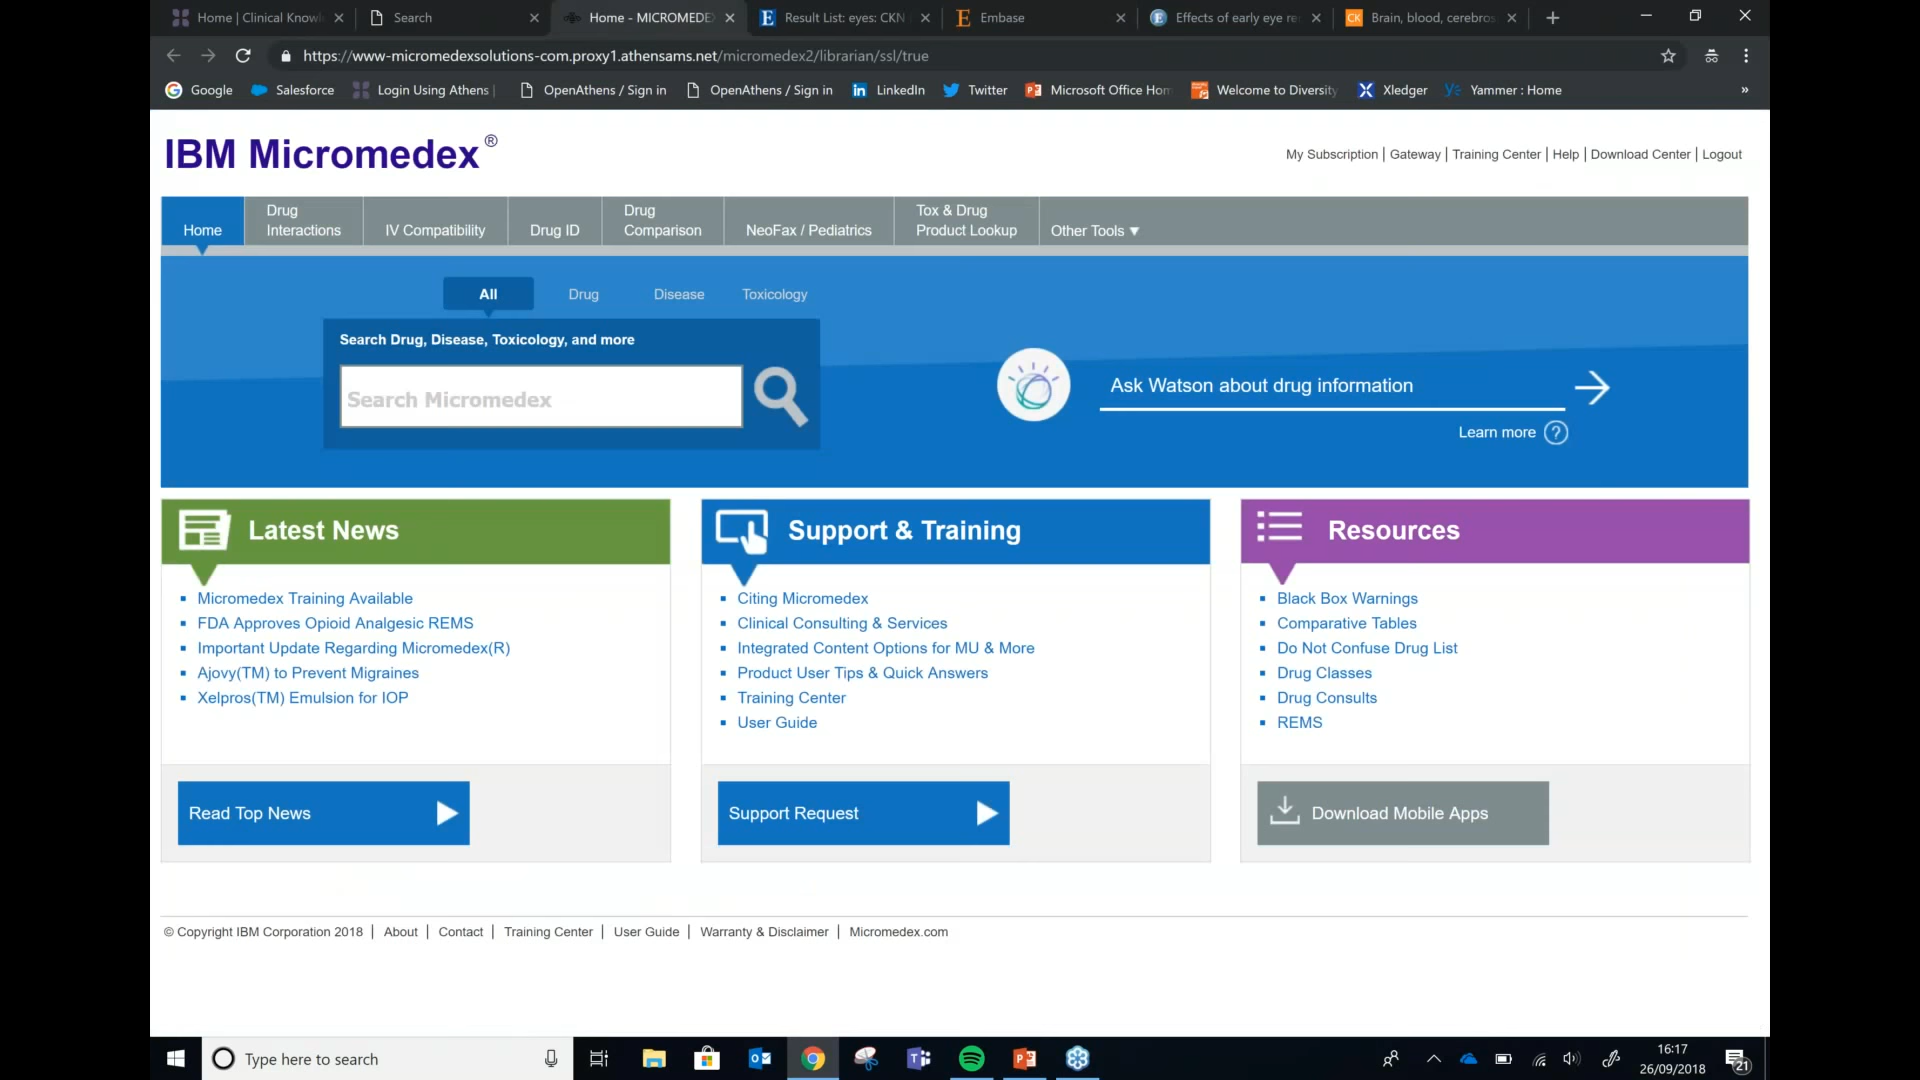 Home | Clinical Knowl
Search
Home - MICROMEDE
Result List: eyes: CKN
Embase
Effects of early eye re
Brain, blood, cerebros
https://www-micromedexsolutions-com.proxy1.athensams.net/micromedex2/librarian/ssl/true
Google
Salesforce
Login Using Athens |
OpenAthens / Sign in
OpenAthens / Sign in
LinkedIn
Twitter
Microsoft Office Hom
Welcome to Diversity
Xledger
Yammer : Home
»
IBM Micromedex®
My Subscription | Gateway | Training Center | Help | Download Center | Logout
Home
Drug
Interactions
IV Compatibility
Drug ID
Drug
Comparison
NeoFax / Pediatrics
Tox & Drug
Product Lookup
Other Tools ▼
All
Drug
Disease
Toxicology
Search Drug, Disease, Toxicology, and more
Search Micromedex
Ask Watson about drug information
Learn more ?
Latest News
Micromedex Training Available
FDA Approves Opioid Analgesic REMS
Important Update Regarding Micromedex(R)
Ajovy(TM) to Prevent Migraines
Xelpros(TM) Emulsion for IOP
Read Top News
Support & Training
Citing Micromedex
Clinical Consulting & Services
Integrated Content Options for MU & More
Product User Tips & Quick Answers
Training Center
User Guide
Support Request
Resources
Black Box Warnings
Comparative Tables
Do Not Confuse Drug List
Drug Classes
Drug Consults
REMS
Download Mobile Apps
© Copyright IBM Corporation 2018 | About | Contact | Training Center | User Guide | Warranty & Disclaimer | Micromedex.com
Type here to search
16:17
26/09/2018
21